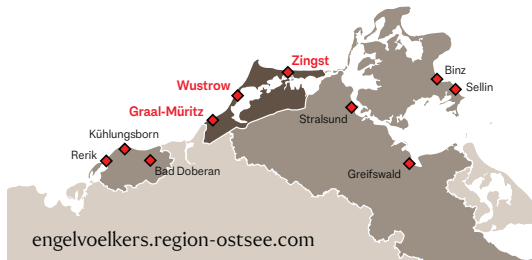 Zingst
Binz
Wustrow
Sellin
Graal-Müritz
Stralsund
Kühlungsborn
Rerik
Bad Doberan
Greifswald
engelvoelkers.region-ostsee.com